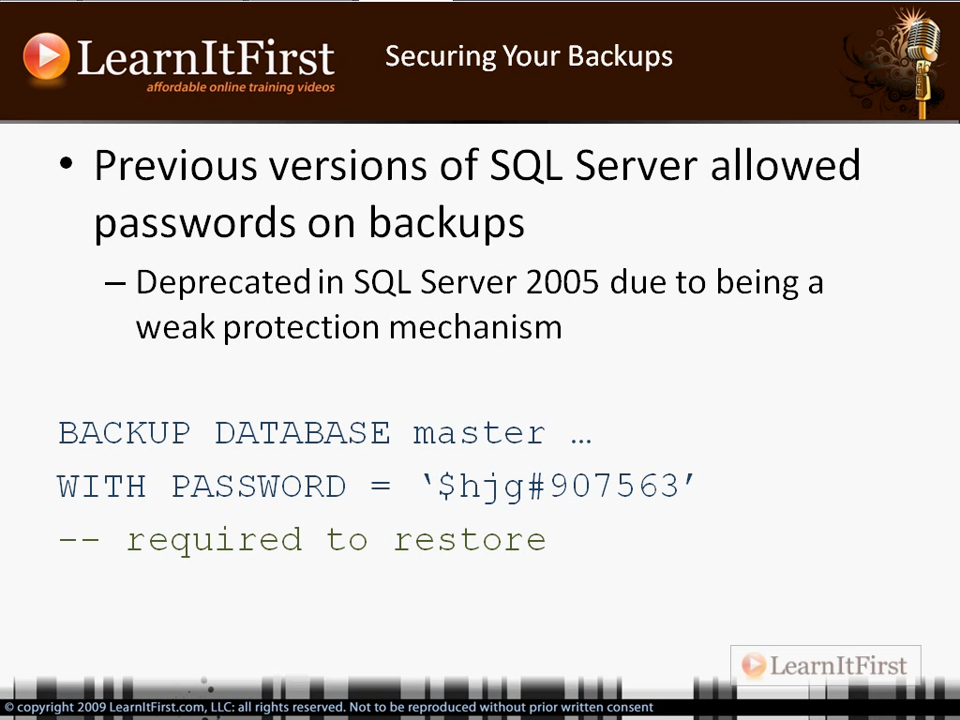 LearnItFirst
affordable online training videos
Securing Your Backups
• Previous versions of SQL Server allowed
passwords on backups
– Deprecated in SQL Server 2005 due to being a
weak protection mechanism
BACKUP DATABASE master …
WITH PASSWORD = ‘$hjg#907563’
-- required to restore
LearnItFirst
© copyright 2009 LearnItFirst.com, LLC: all rights reserved. Not to be reproduced without prior written consent